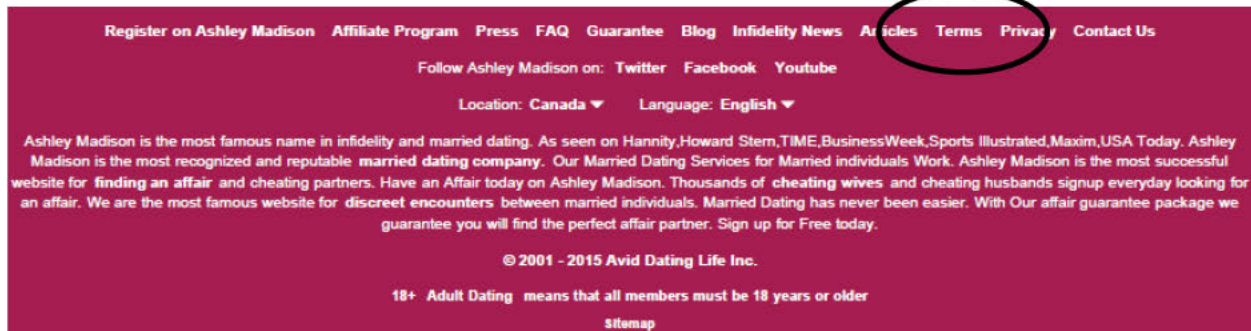 Register on Ashley Madison Affiliate Program Press FAQ Guarantee Blog Infidelity News Articles Terms Privacy Contact Us
Follow Ashley Madison on: Twitter Facebook Youtube
Location: Canada Language: English
Ashley Madison is the most famous name in infidelity and married dating. As seen on Hannity,Howard Stern,TIME,BusinessWeek,Sports Illustrated,Maxim,USA Today. Ashley
Madison is the most recognized and reputable married dating company. Our Married Dating Services for Married individuals Work. Ashley Madison is the most successful
website for finding an affair and cheating partners. Have an Affair today on Ashley Madison. Thousands of cheating wives and cheating husbands signup everyday looking for
an affair. We are the most famous website for discreet encounters between married individuals. Married Dating has never been easier. With Our affair guarantee package we
guarantee you will find the perfect affair partner. Sign up for Free today.
© 2001 - 2015 Avid Dating Life Inc.
18+ Adult Dating means that all members must be 18 years or older
Sitemap